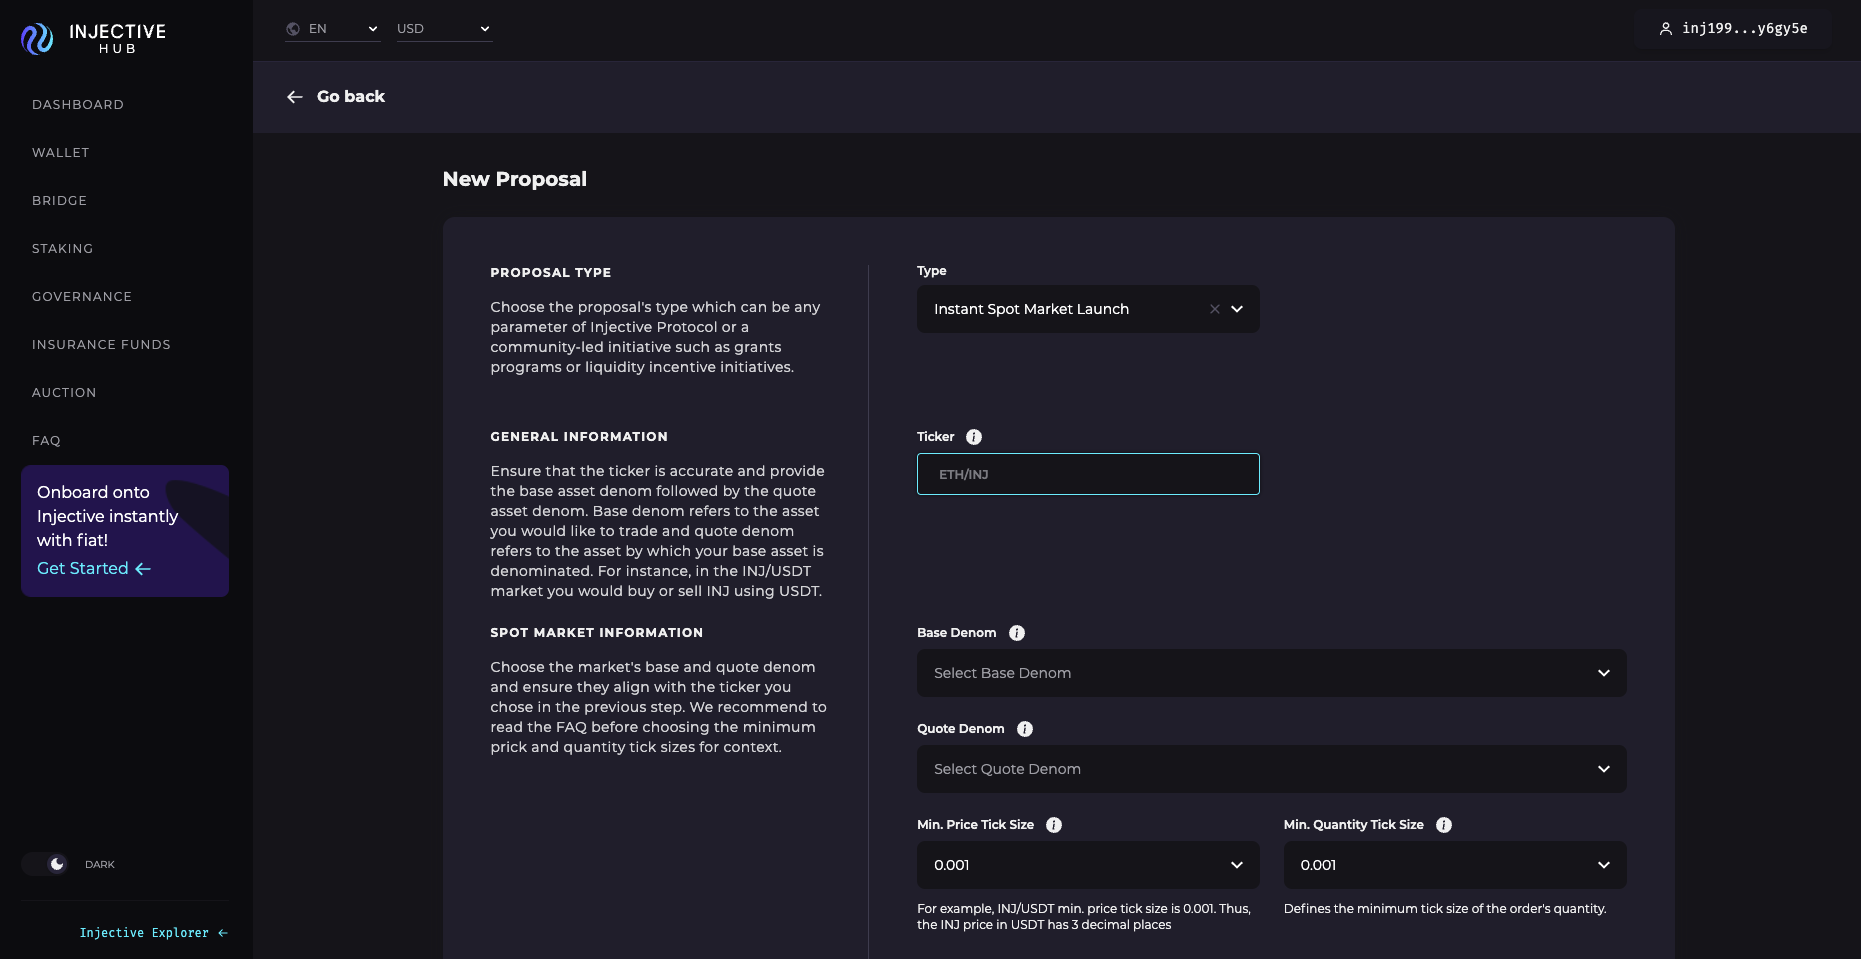 INJECTIVE
HUB
EN
USD
inj199...y6gy5e
DASHBOARD
WALLET
BRIDGE
STAKING
GOVERNANCE
INSURANCE FUNDS
AUCTION
FAQ
Onboard onto
Injective instantly
with fiat!
Get Started ←
DARK
Injective Explorer ←
← Go back
New Proposal
PROPOSAL TYPE
Choose the proposal's type which can be any
parameter of Injective Protocol or a
community-led initiative such as grants
programs or liquidity incentive initiatives.
Type
Instant Spot Market Launch
GENERAL INFORMATION
Ensure that the ticker is accurate and provide
the base asset denom followed by the quote
asset denom. Base denom refers to the asset
you would like to trade and quote denom
refers to the asset by which your base asset is
denominated. For instance, in the INJ/USDT
market you would buy or sell INJ using USDT.
Ticker i
ETH/INJ
SPOT MARKET INFORMATION
Choose the market's base and quote denom
and ensure they align with the ticker you
chose in the previous step. We recommend to
read the FAQ before choosing the minimum
prick and quantity tick sizes for context.
Base Denom i
Select Base Denom
Quote Denom i
Select Quote Denom
Min. Price Tick Size i
0.001
For example, INJ/USDT min. price tick size is 0.001. Thus,
the INJ price in USDT has 3 decimal places
Min. Quantity Tick Size i
0.001
Defines the minimum tick size of the order's quantity.